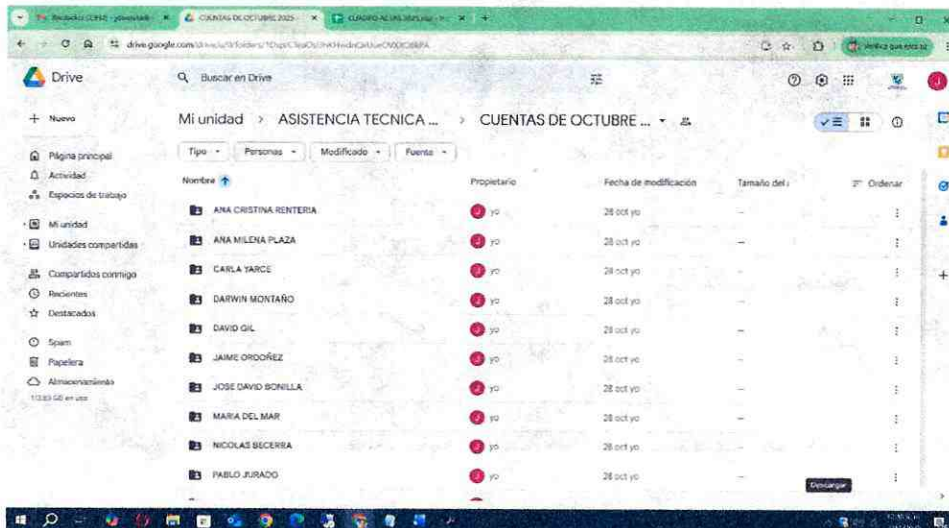 CUENTAS DE OCTUBRE 2025
Drive
Buscar en Drive
Nuevo
Mi unidad > ASISTENCIA TECNICA ... > CUENTAS DE OCTUBRE ...
Tipo Personas Modificado Fuente
Página principal
Actividad
Espacios de trabajo
Mi unidad
Unidades compartidas
Compartidos conmigo
Recientes
Destacados
Spam
Papelera
Almacenamiento
Nombre Propietario Fecha de modificación Tamaño del Ordenar
ANA CRISTINA RENTERIA J yo 28 oct yo —
ANA MILENA PLAZA J yo 28 oct yo —
CARLA YARCE J yo 28 oct yo —
DARWIN MONTAÑO J yo 28 oct yo —
DAVID GIL J yo 28 oct yo —
JAIME ORDOÑEZ J yo 28 oct yo —
JOSE DAVID BONILLA J yo 28 oct yo —
MARIA DEL MAR J yo 28 oct yo —
NICOLAS BECERRA J yo 28 oct yo —
PABLO JURADO J yo 28 oct yo —
Descargar